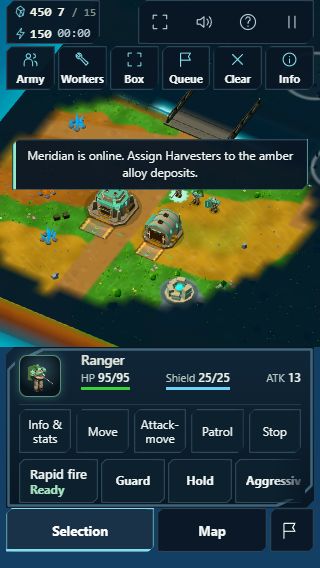 450 7 / 15
150 00:00
Army Workers Box Queue Clear Info
Meridian is online. Assign Harvesters to the amber
alloy deposits.
Ranger
HP 95/95 Shield 25/25 ATK 13
Info &
stats
Move
Attack-
move
Patrol
Stop
Rapid fire
Ready
Guard
Hold
Aggressiv
Selection Map